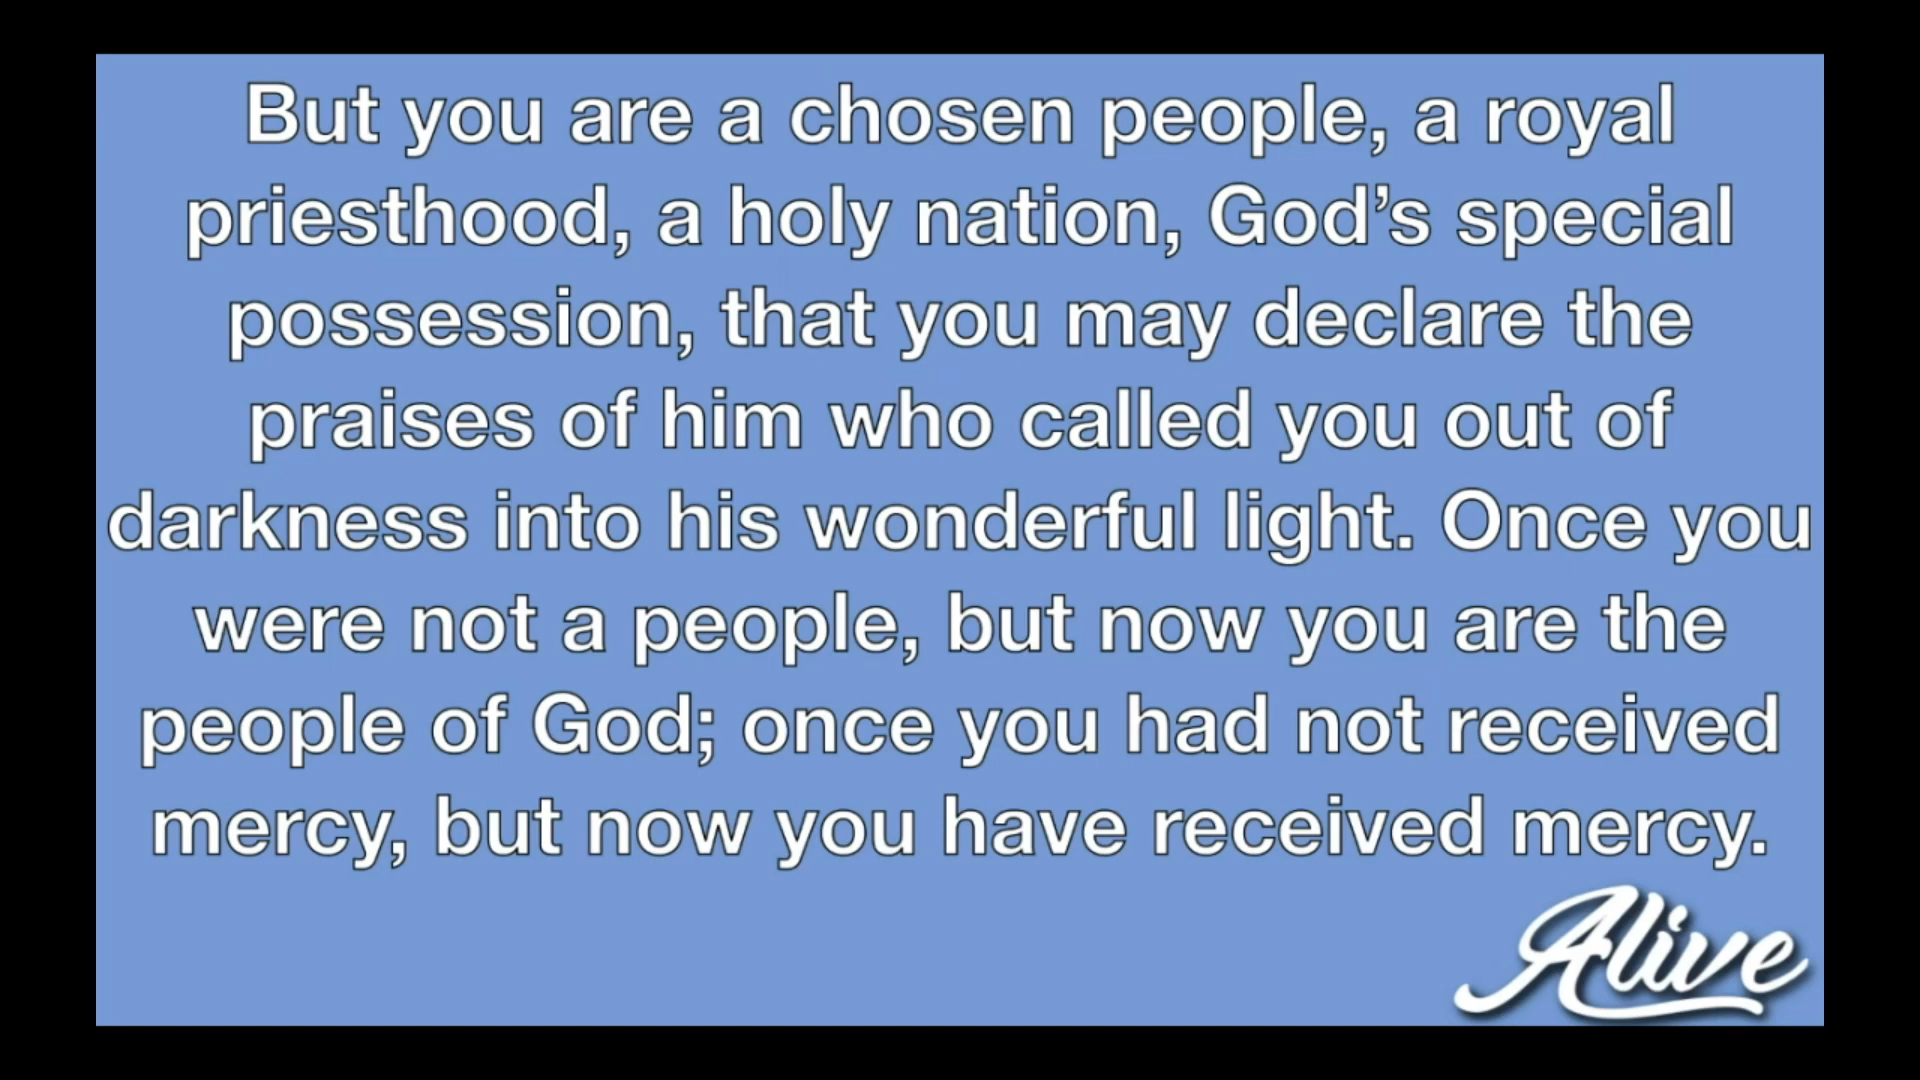 But you are a chosen people, a royal
priesthood, a holy nation, God’s special
possession, that you may declare the
praises of him who called you out of
darkness into his wonderful light. Once you
were not a people, but now you are the
people of God; once you had not received
mercy, but now you have received mercy.
Alive